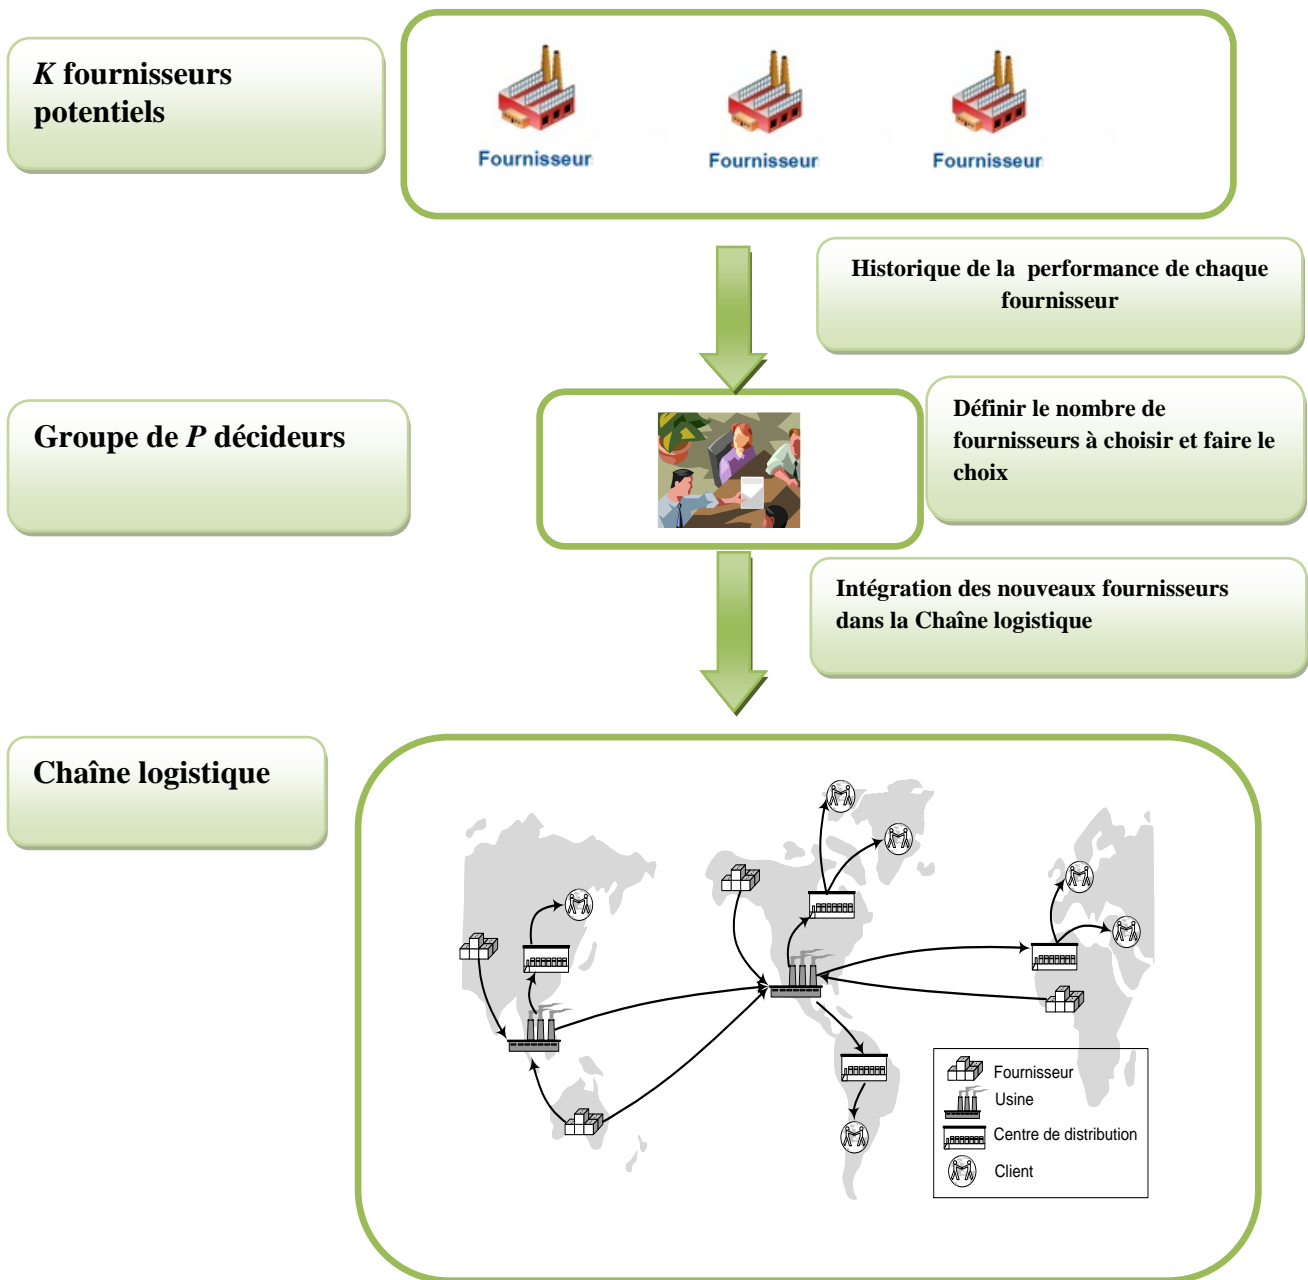 K fournisseurs
potentiels
Fournisseur
Fournisseur
Fournisseur
Historique de la performance de chaque
fournisseur
Groupe de P décideurs
Définir le nombre de
fournisseurs à choisir et faire le
choix
Intégration des nouveaux fournisseurs
dans la Chaîne logistique
Chaîne logistique
Fournisseur
Usine
Centre de distribution
Client